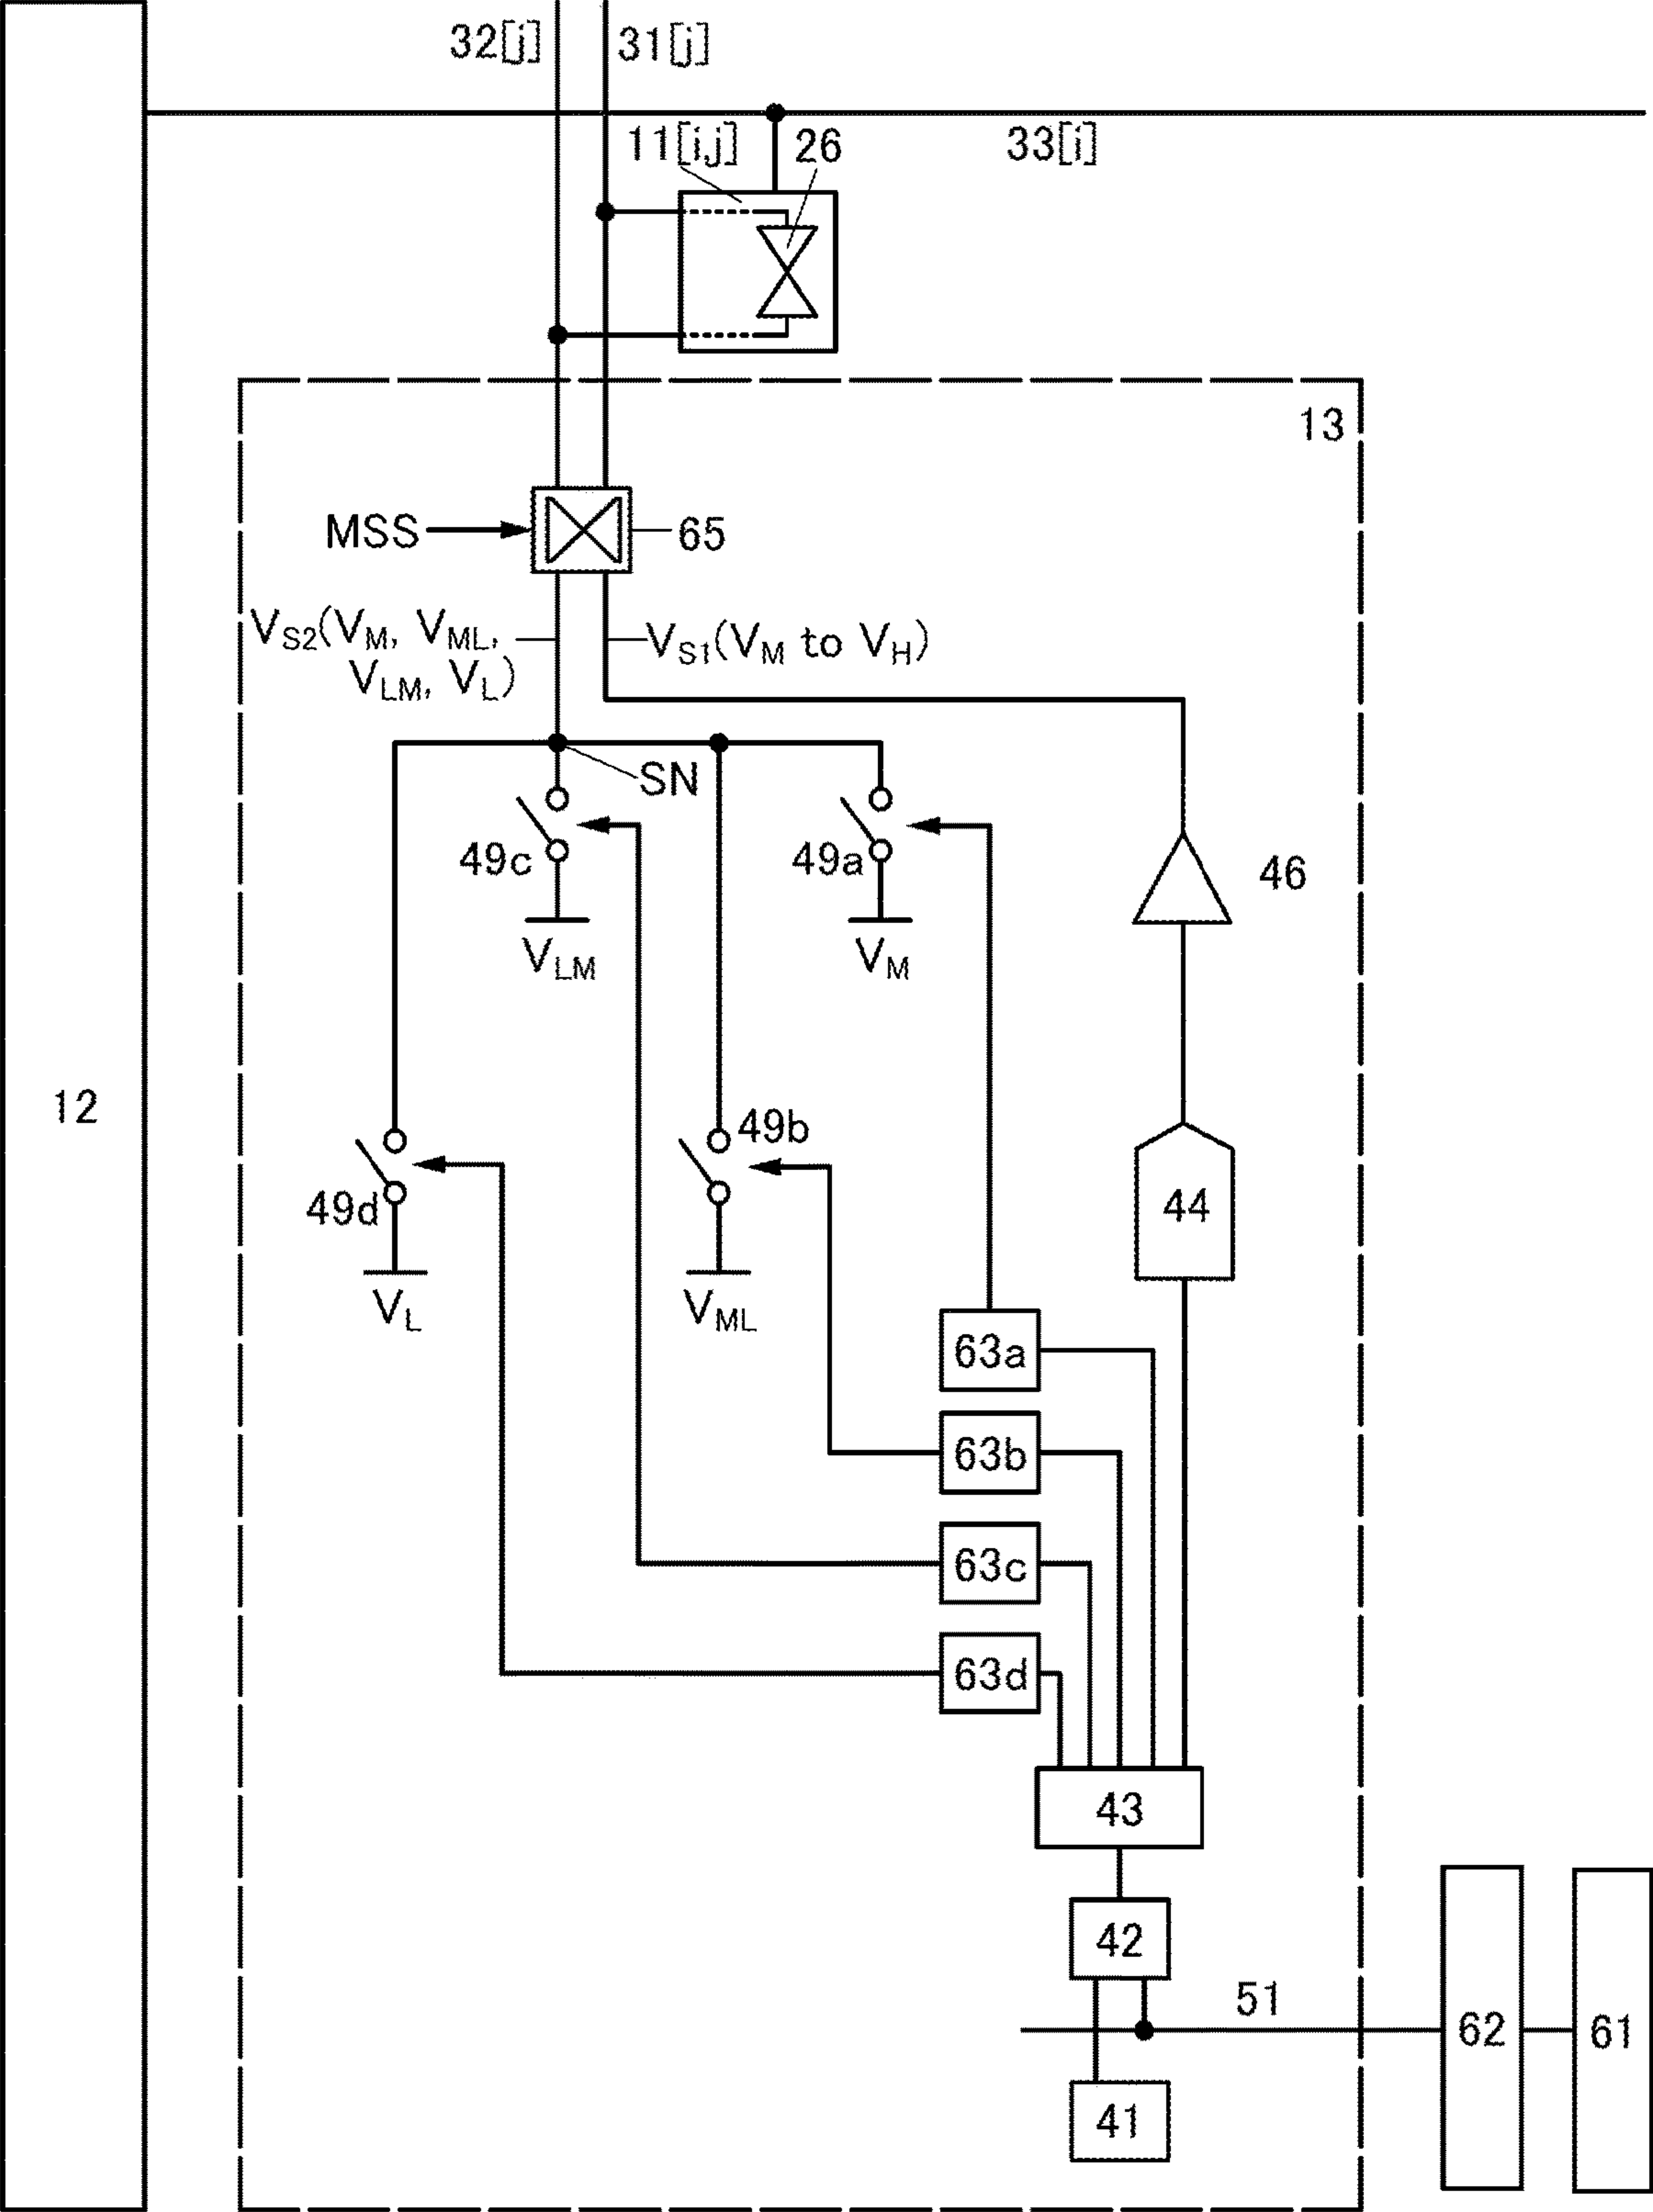 32[j] 31[j]
11[i,j] 26 33[i]
13
MSS 65
VS2(VM, VML, VS1(VM to VH)
VLM, VL)
SN
49c 49a 46
VLM VM
12
49b
49d 44
VL VML
63a
63b
63c
63d
43
42
51
62 61
41